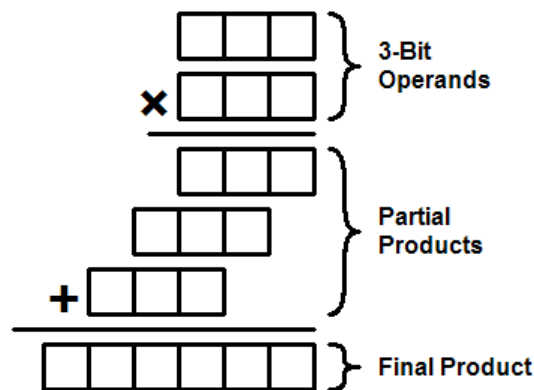 3-Bit
Operands
×
Partial
Products
+
Final Product